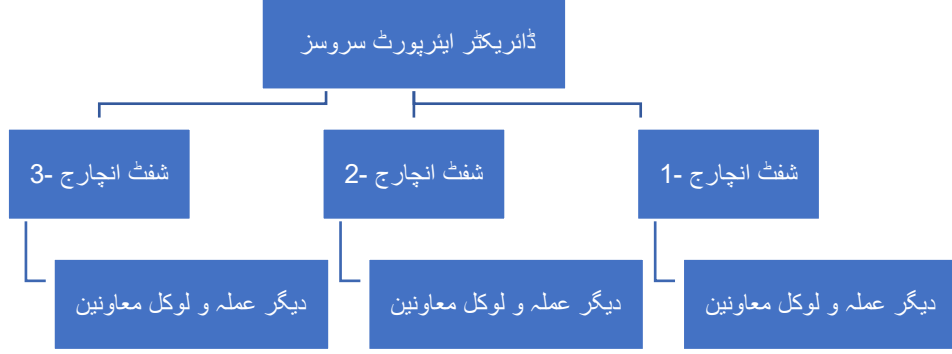 ڈائریکٹر ایئرپورٹ سروسز
شفٹ انچارج -1
شفٹ انچارج -2
شفٹ انچارج -3
دیگر عملہ و لوکل معاونین
دیگر عملہ و لوکل معاونین
دیگر عملہ و لوکل معاونین